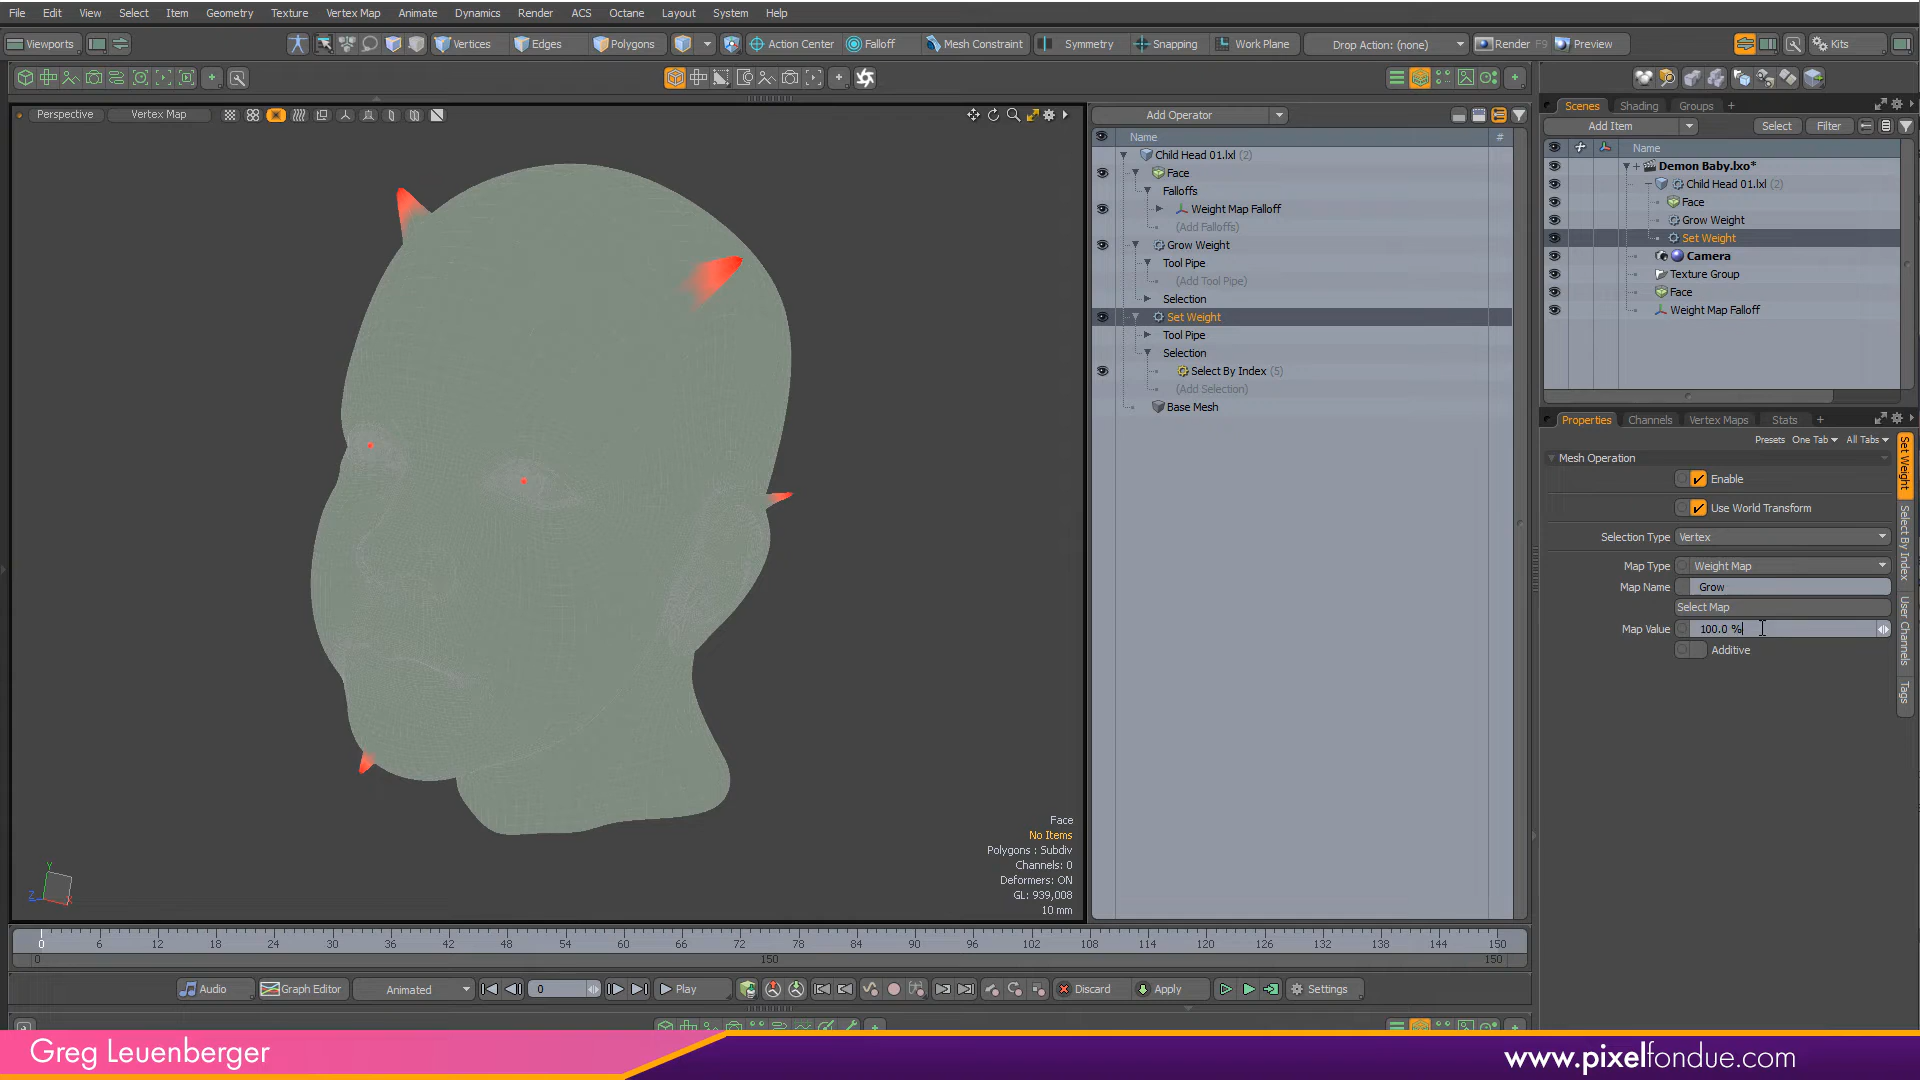 File Edit View Select Item Geometry Texture Vertex Map Animate Dynamics Render ACS Octane Layout System Help
Viewports Vertices Edges Polygons Action Center Falloff Mesh Constraint Symmetry Snapping Work Plane Drop Action: (none) Render F9 Preview Kits
Perspective Vertex Map
Face
No Items
Polygons : Subdiv
Channels: 0
Deformers: ON
GL: 939,008
10 mm
Y
Z
X
Add Operator
Name #
Child Head 01.lxl (2)
Face
Falloffs
Weight Map Falloff
(Add Falloffs)
Grow Weight
Tool Pipe
(Add Tool Pipe)
Selection
Set Weight
Tool Pipe
Selection
Select By Index (5)
(Add Selection)
Base Mesh
Scenes Shading Groups +
Add Item Select Filter
Name
Demon Baby.lxo*
Child Head 01.lxl (2)
Face
Grow Weight
Set Weight
Camera
Texture Group
Face
Weight Map Falloff
Properties Channels Vertex Maps Stats +
Presets One Tab All Tabs
Mesh Operation
Enable
Use World Transform
Selection Type Vertex
Map Type Weight Map
Map Name Grow
Select Map
Map Value 100.0 %
Additive
Set Weight
Select By Index
User Channels
Tags
0 6 12 18 24 30 36 42 48 54 60 66 72 78 84 90 96 102 108 114 120 126 132 138 144 150
0 150 150
Audio Graph Editor Animated 0 Play Discard Apply Settings
Greg Leuenberger
www.pixelfondue.com